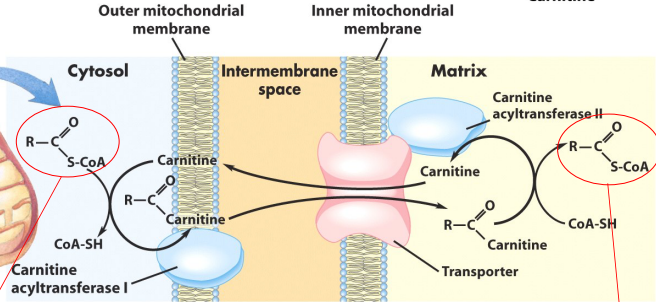 Carnitine
Outer mitochondrial
membrane
Inner mitochondrial
membrane
Cytosol
Intermembrane
space
Matrix
Carnitine
acyltransferase II
R—C
O
S-CoA
Carnitine
R—C
O
Carnitine
CoA-SH
Carnitine
acyltransferase I
Carnitine
R—C
O
Carnitine
R—C
O
S-CoA
CoA-SH
Transporter